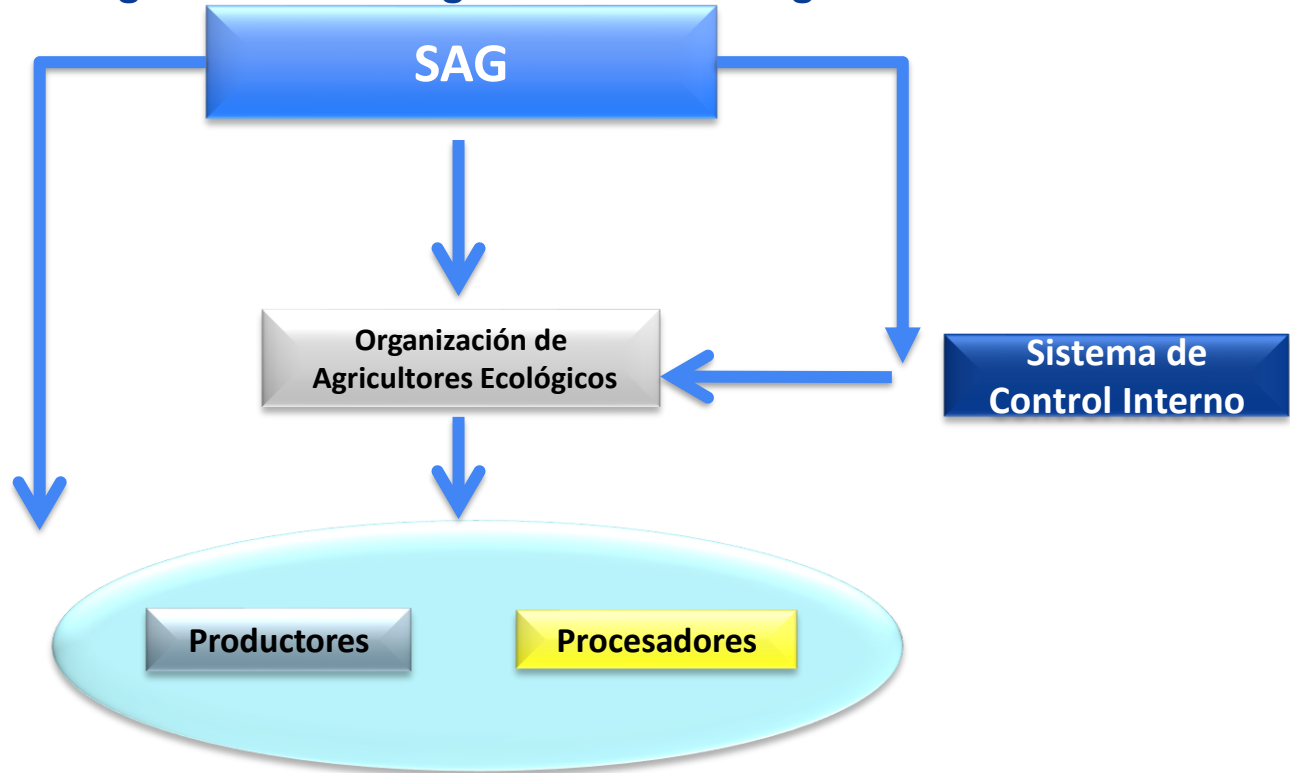 SAG
Organización de
Agricultores Ecológicos
Sistema de
Control Interno
Productores
Procesadores